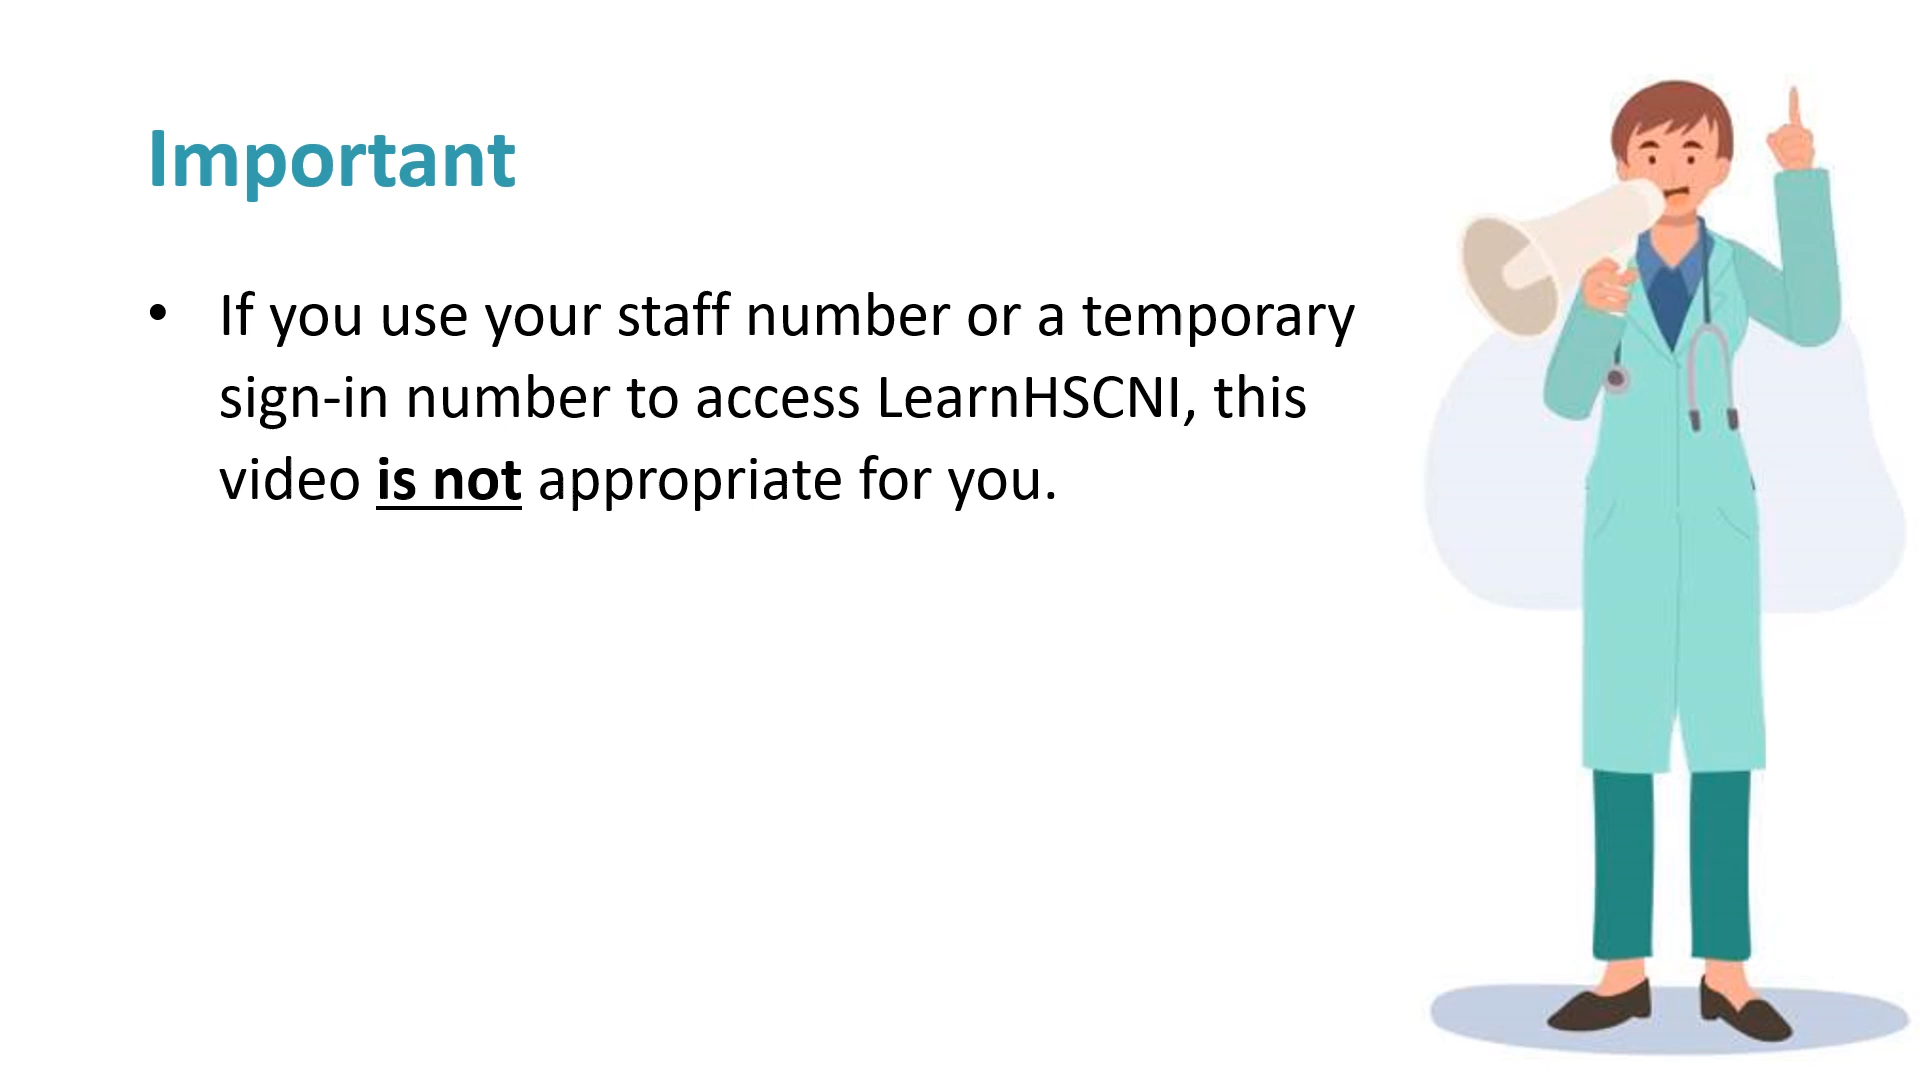 Important
• If you use your staff number or a temporary
sign-in number to access LearnHSCNI, this
video is not appropriate for you.